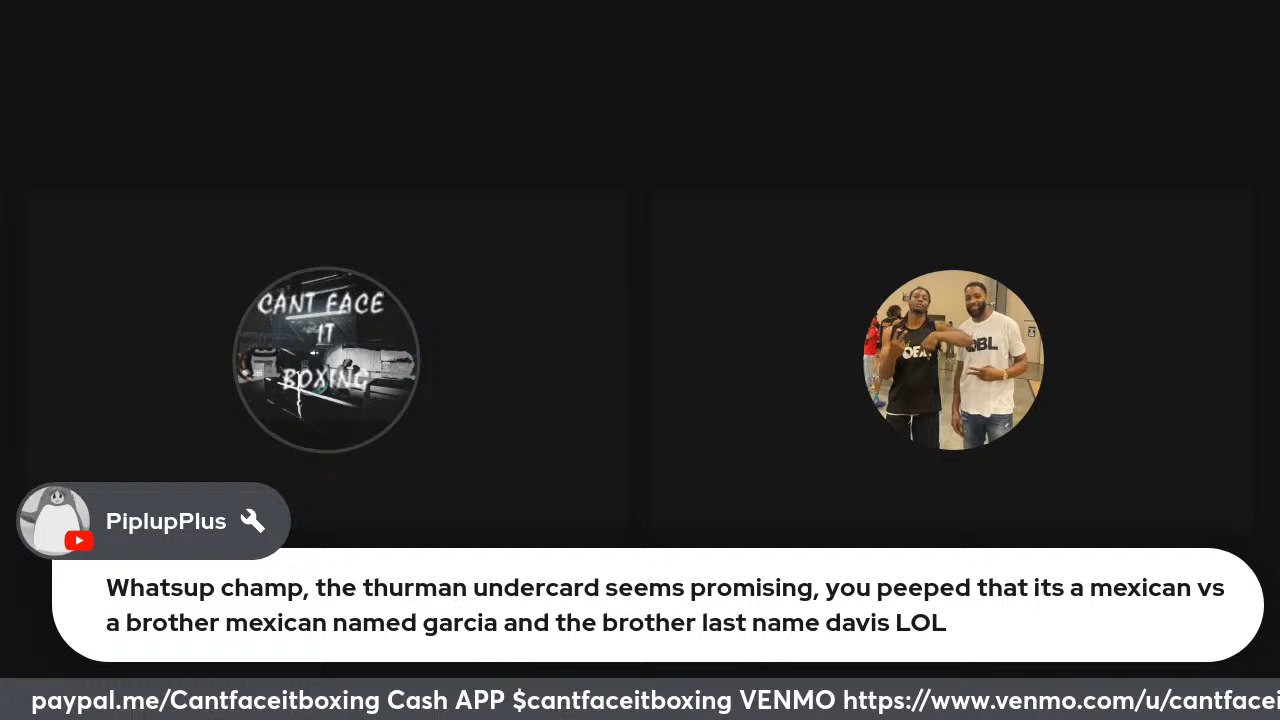 CANT FACE
IT
BOXING
QBL
PiplupPlus
Whatsup champ, the thurman undercard seems promising, you peeped that its a mexican vs
a brother mexican named garcia and the brother last name davis LOL
paypal.me/Cantfaceitboxing Cash APP $cantfaceitboxing VENMO https://www.venmo.com/u/cantfacei